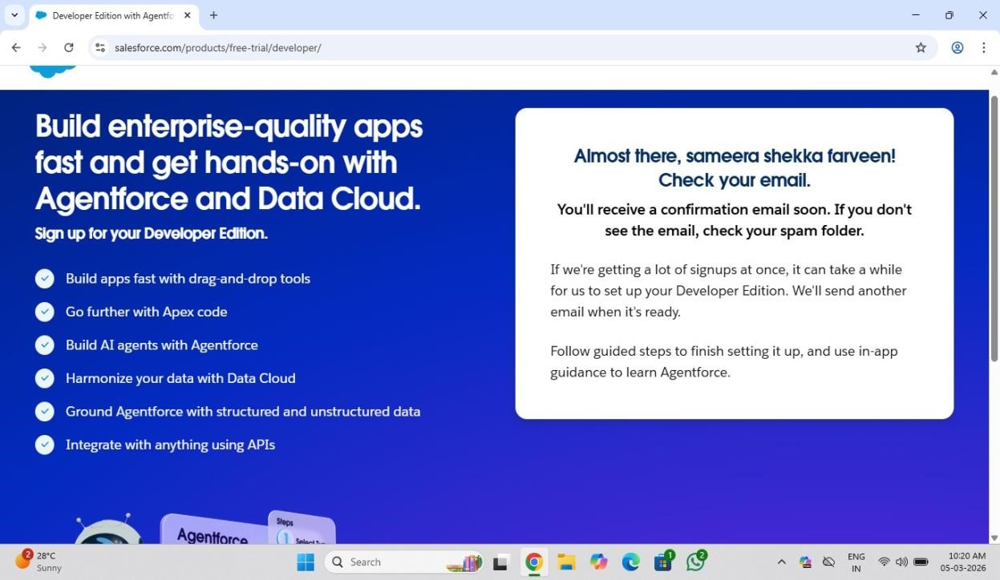 Developer Edition with Agentfo
salesforce.com/products/free-trial/developer/
Build enterprise-quality apps
fast and get hands-on with
Agentforce and Data Cloud.
Sign up for your Developer Edition.
Build apps fast with drag-and-drop tools
Go further with Apex code
Build AI agents with Agentforce
Harmonize your data with Data Cloud
Ground Agentforce with structured and unstructured data
Integrate with anything using APIs
Agentforce
Steps
1
Almost there, sameera shekka farveen!
Check your email.
You'll receive a confirmation email soon. If you don't
see the email, check your spam folder.
If we're getting a lot of signups at once, it can take a while
for us to set up your Developer Edition. We'll send another
email when it's ready.
Follow guided steps to finish setting it up, and use in-app
guidance to learn Agentforce.
2
28°C
Sunny
Search
1
2
ENG
IN
10:20 AM
05-03-2026